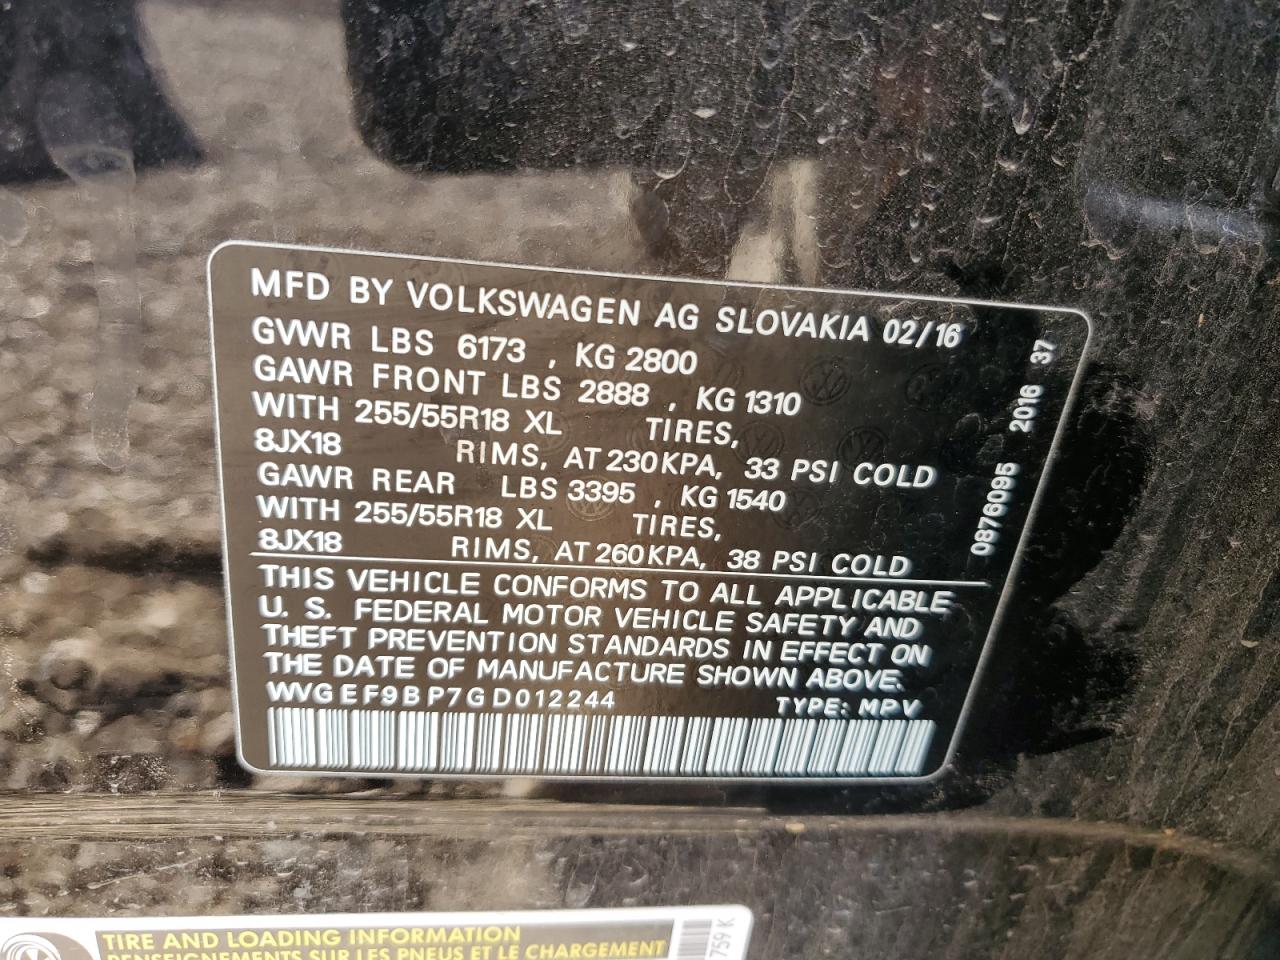 MFD BY VOLKSWAGEN AG SLOVAKIA 02/16
GVWR LBS 6173 , KG 2800
GAWR FRONT LBS 2888 , KG 1310
WITH 255/55R18 XL TIRES,
8JX18 RIMS, AT 230KPA, 33 PSI COLD
GAWR REAR LBS 3395 , KG 1540
WITH 255/55R18 XL TIRES,
8JX18 RIMS, AT 260KPA, 38 PSI COLD
THIS VEHICLE CONFORMS TO ALL APPLICABLE
U. S. FEDERAL MOTOR VEHICLE SAFETY AND
THEFT PREVENTION STANDARDS IN EFFECT ON
THE DATE OF MANUFACTURE SHOWN ABOVE.
WVGEF9BP7GD012244 TYPE: MPV
0876095 2016 37
TIRE AND LOADING INFORMATION
RENSEIGNEMENTS SUR LES PNEUS ET LE CHARGEMENT
759 K